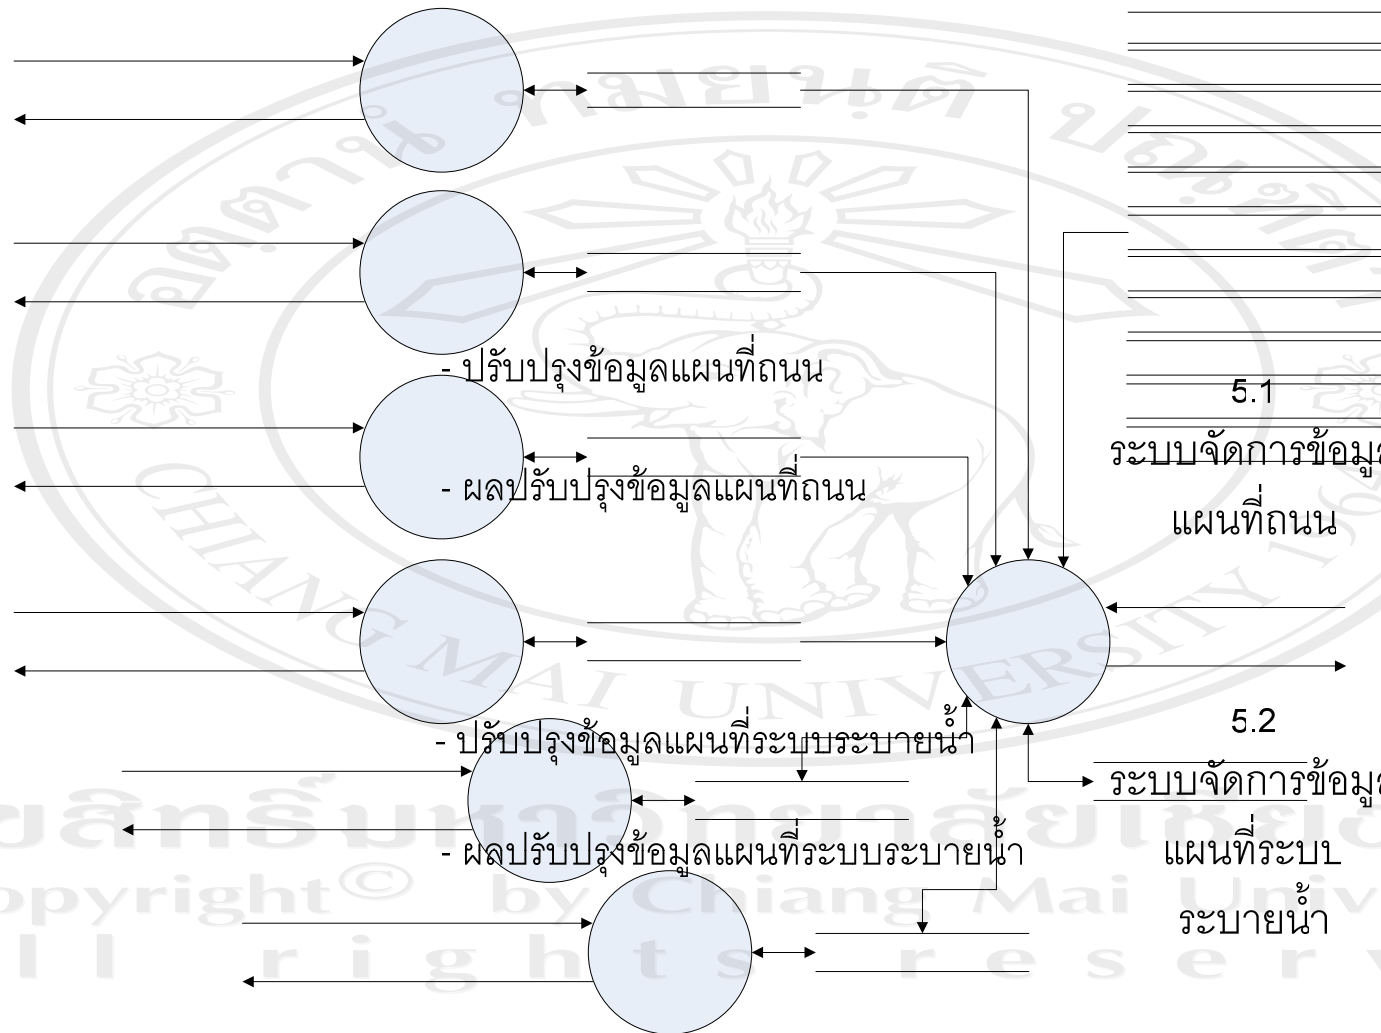 - ปรับปรุงข้อมูลแผนที่ถนน
5.1
ระบบจัดการข้อมูล
แผนที่ถนน
- ผลปรับปรุงข้อมูลแผนที่ถนน
- ปรับปรุงข้อมูลแผนที่ระบบระบายน้ำ
5.2
ระบบจัดการข้อมูล
แผนที่ระบบ
ระบายน้ำ
- ผลปรับปรุงข้อมูลแผนที่ระบบระบายน้ำ
CHIANG MAI UNIVERSITY 1964
Copyright© by Chiang Mai Univ
All rights reserv